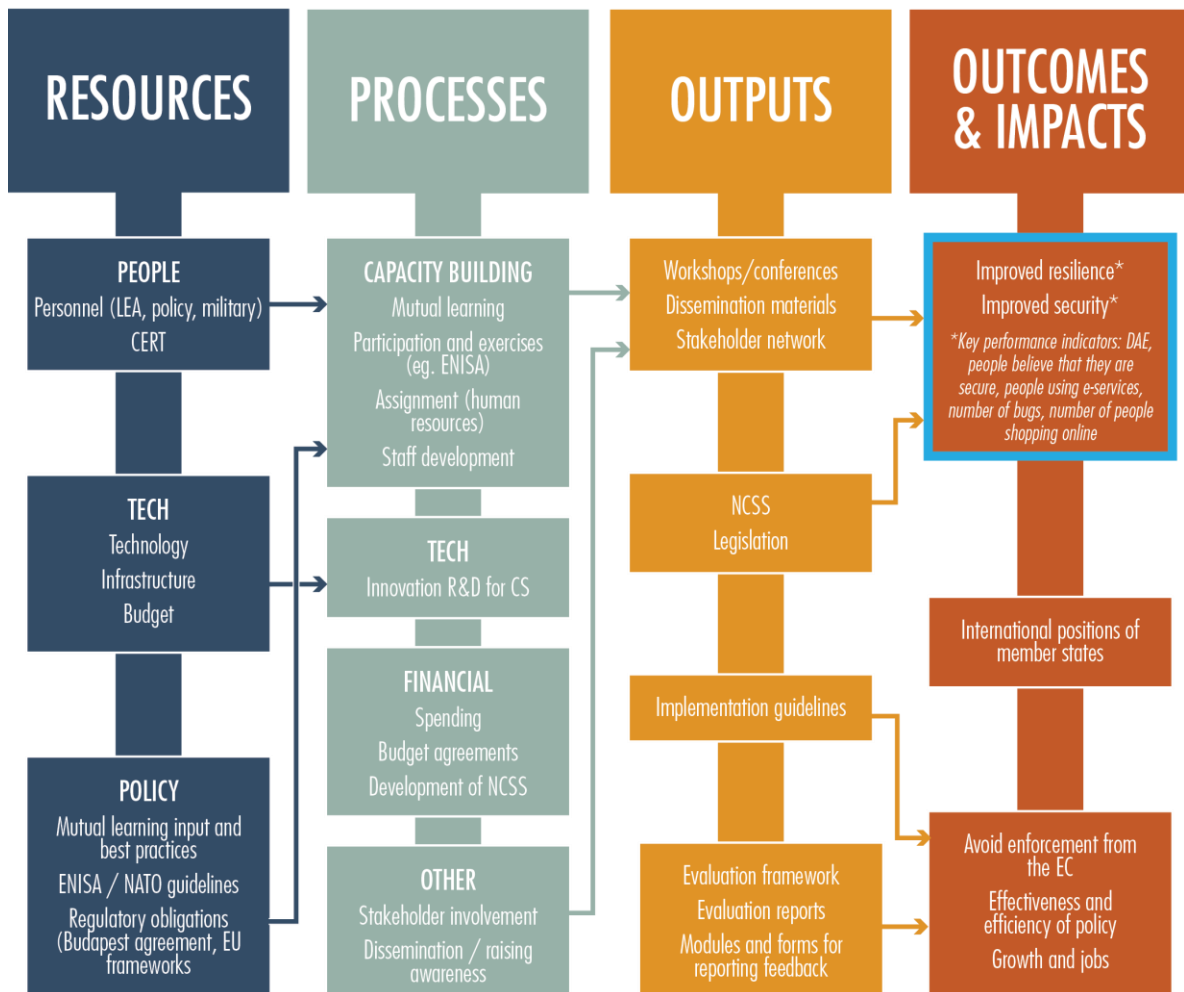 RESOURCES
PEOPLE
Personnel (LEA, policy, military)
CERT
TECH
Technology
Infrastructure
Budget
POLICY
Mutual learning input and
best practices
ENISA / NATO guidelines
Regulatory obligations
(Budapest agreement, EU
frameworks
PROCESSES
CAPACITY BUILDING
Mutual learning
Participation and exercises
(eg. ENISA)
Assignment (human
resources)
Staff development
TECH
Innovation R&D for CS
FINANCIAL
Spending
Budget agreements
Development of NCSS
OTHER
Stakeholder involvement
Dissemination / raising
awareness
OUTPUTS
Workshops/conferences
Dissemination materials
Stakeholder network
NCSS
Legislation
Implementation guidelines
Evaluation framework
Evaluation reports
Modules and forms for
reporting feedback
OUTCOMES
& IMPACTS
Improved resilience*
Improved security*
*Key performance indicators: DAE,
people believe that they are
secure, people using e-services,
number of bugs, number of people
shopping online
International positions of
member states
Avoid enforcement from
the EC
Effectiveness and
efficiency of policy
Growth and jobs